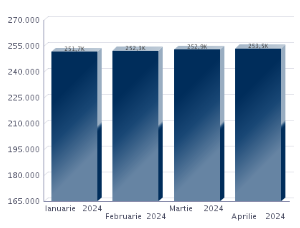 270.000
255.000
240.000
225.000
210.000
195.000
180.000
165.000
251.7K
252.3K
252.9K
253.5K
Ianuarie 2024
Februarie 2024
Martie 2024
Aprilie 2024